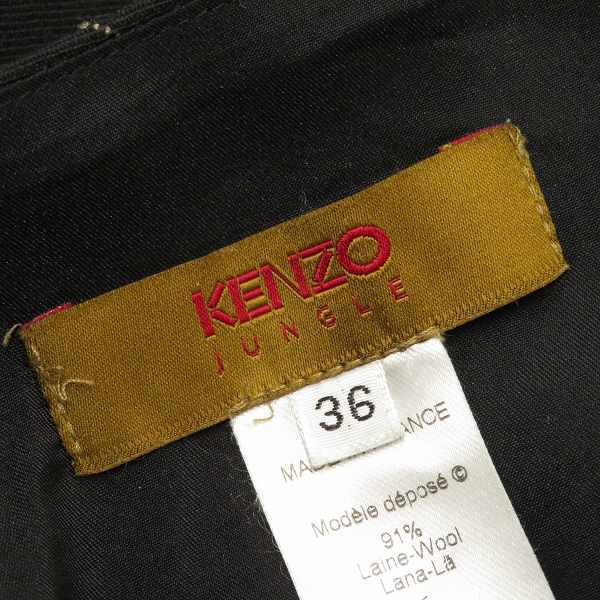 KENZO
JUNGLE
36
MA ANCE
Modèle déposé ©
91%
Laine-Wool
Lana-Lã